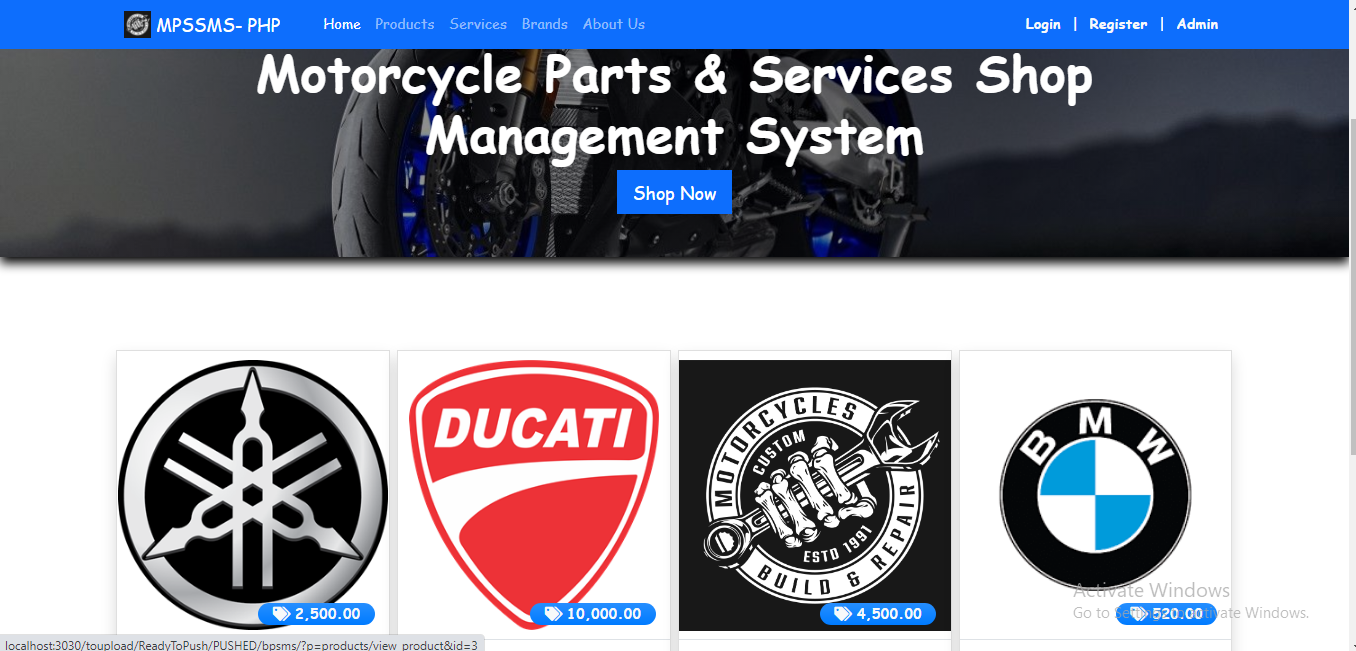 MPSSMS- PHP Home Products Services Brands About Us Login | Register | Admin
Motorcycle Parts & Services Shop
Management System
Shop Now
DUCATI
MOTORCYCLES
CUSTOM
ESTD 1991
BUILD & REPAIR
BMW
2,500.00
10,000.00
4,500.00
520.00
Activate Windows
Go to Settings to activate Windows.
localhost:3030/toupload/ReadyToPush/PUSHED/bpsms/?p=products/view_product&id=3